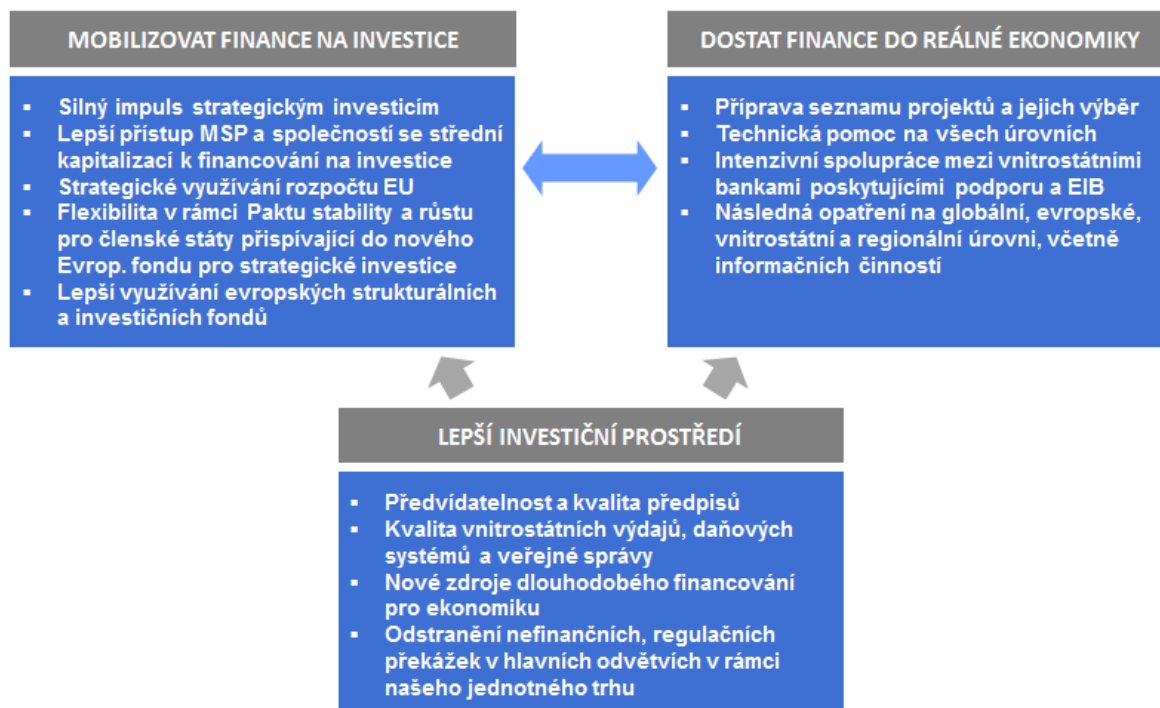 MOBILIZOVAT FINANCE NA INVESTICE
▪ Silný impuls strategickým investicím
▪ Lepší přístup MSP a společností se střední
kapitalizací k financování na investice
▪ Strategické využívání rozpočtu EU
▪ Flexibilita v rámci Paktu stability a růstu
pro členské státy přispívající do nového
Evrop. fondu pro strategické investice
▪ Lepší využívání evropských strukturálních
a investičních fondů
DOSTAT FINANCE DO REÁLNÉ EKONOMIKY
▪ Příprava seznamu projektů a jejich výběr
▪ Technická pomoc na všech úrovních
▪ Intenzivní spolupráce mezi vnitrostátními
bankami poskytujícími podporu a EIB
▪ Následná opatření na globální, evropské,
vnitrostátní a regionální úrovni, včetně
informačních činností
LEPŠÍ INVESTIČNÍ PROSTŘEDÍ
▪ Předvídatelnost a kvalita předpisů
▪ Kvalita vnitrostátních výdajů, daňových
systémů a veřejné správy
▪ Nové zdroje dlouhodobého financování
pro ekonomiku
▪ Odstranění nefinančních, regulačních
překážek v hlavních odvětvích v rámci
našeho jednotného trhu